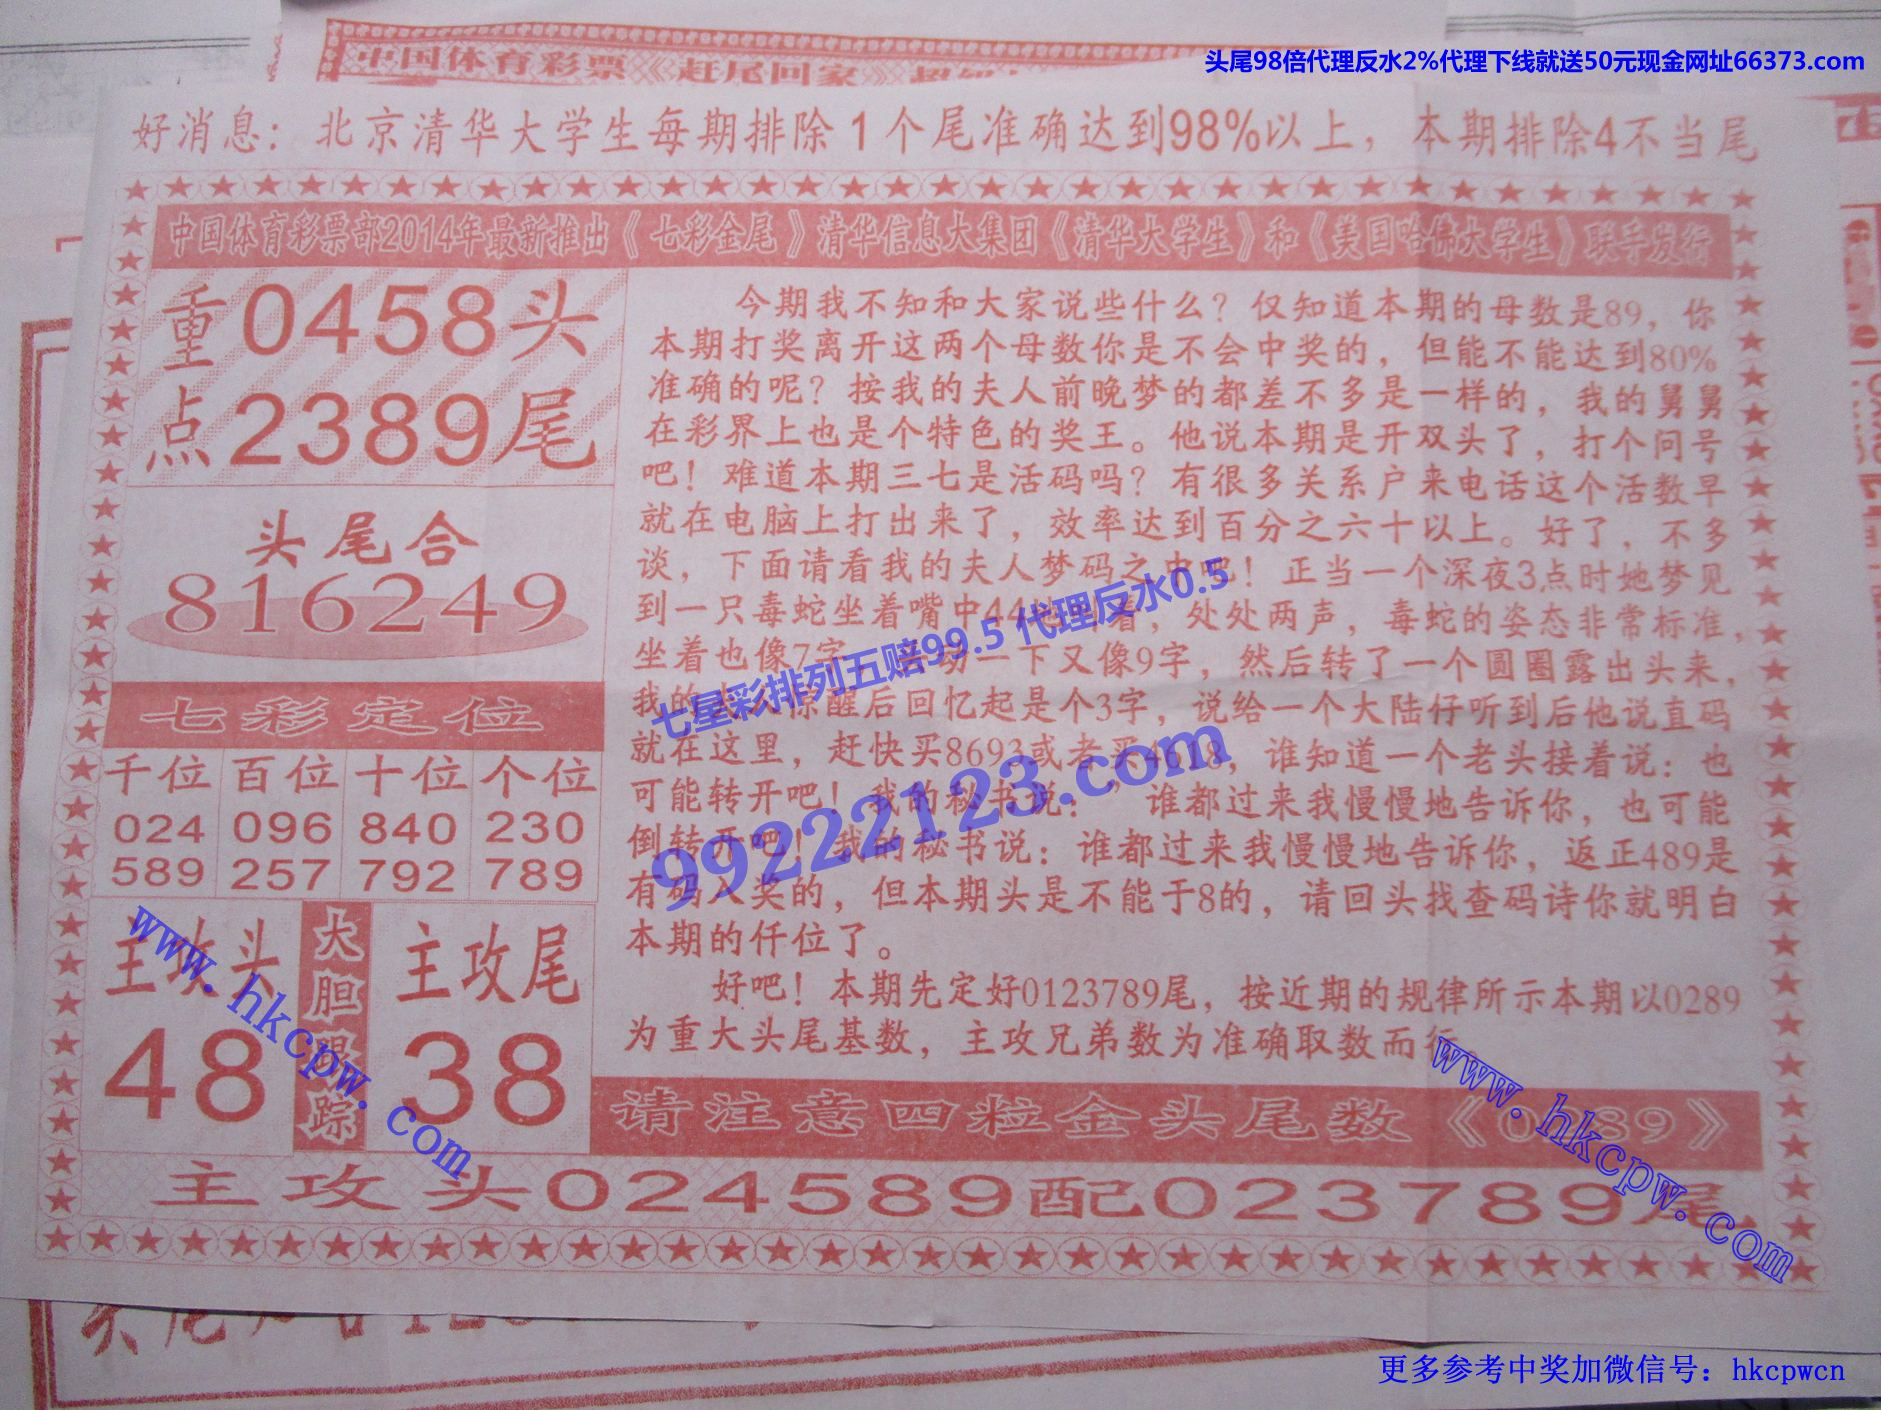 头尾98倍代理反水2%代理下线就送50元现金网址66373.com
中国体育彩票《赶尾回家》
好消息：北京清华大学生每期排除1个尾准确达到98%以上，本期排除4不当尾
中国体育彩票部2014年最新推出《七彩金尾》清华信息大集团《清华大学生》和《美国哈佛大学生》联手发行
重0458头
点2389尾
头尾合
816249
七彩定位
千位 百位 十位 个位
024 096 840 230
589 257 792 789
主攻头
48
大胆跟踪
主攻尾
38
今期我不知和大家说些什么？仅知道本期的母数是89，你
本期打奖离开这两个母数你是不会中奖的，但能不能达到80%
准确的呢？按我的夫人前晚梦的都差不多是一样的，我的舅舅
在彩界上也是个特色的奖王。他说本期是开双头了，打个问号
吧！难道本期三七是活码吗？有很多关系户来电话这个活数早
就在电脑上打出来了，效率达到百分之六十以上。好了，不多
谈，下面请看我的夫人梦码之中吧！正当一个深夜3点时她梦见
到一只毒蛇坐着嘴中44地叫着，处处两声，毒蛇的姿态非常标准，
坐着也像7字，动一下又像9字，然后转了一个圆圈露出头来，
我的夫人惊醒后回忆起是个3字，说给一个大陆仔听到后他说直码
就在这里，赶快买8693或者买4618，谁知道一个老头接着说：也
可能转开吧！我的秘书说：“谁都过来我慢慢地告诉你，也可能
倒转开吧！我的秘书说：谁都过来我慢慢地告诉你，返正489是
有码入奖的，但本期头是不能于8的，请回头找查码诗你就明白
本期的仟位了。
好吧！本期先定好0123789尾，按近期的规律所示本期以0289
为重大头尾基数，主攻兄弟数为准确取数而行。
请注意四粒金头尾数《0289》
主攻头024589配023789尾
七星彩排列五赔99.5 代理反水0.5
99222123.com
www.hkcpw.com
www.hkcpw.com
更多参考中奖加微信号：hkcpwcn